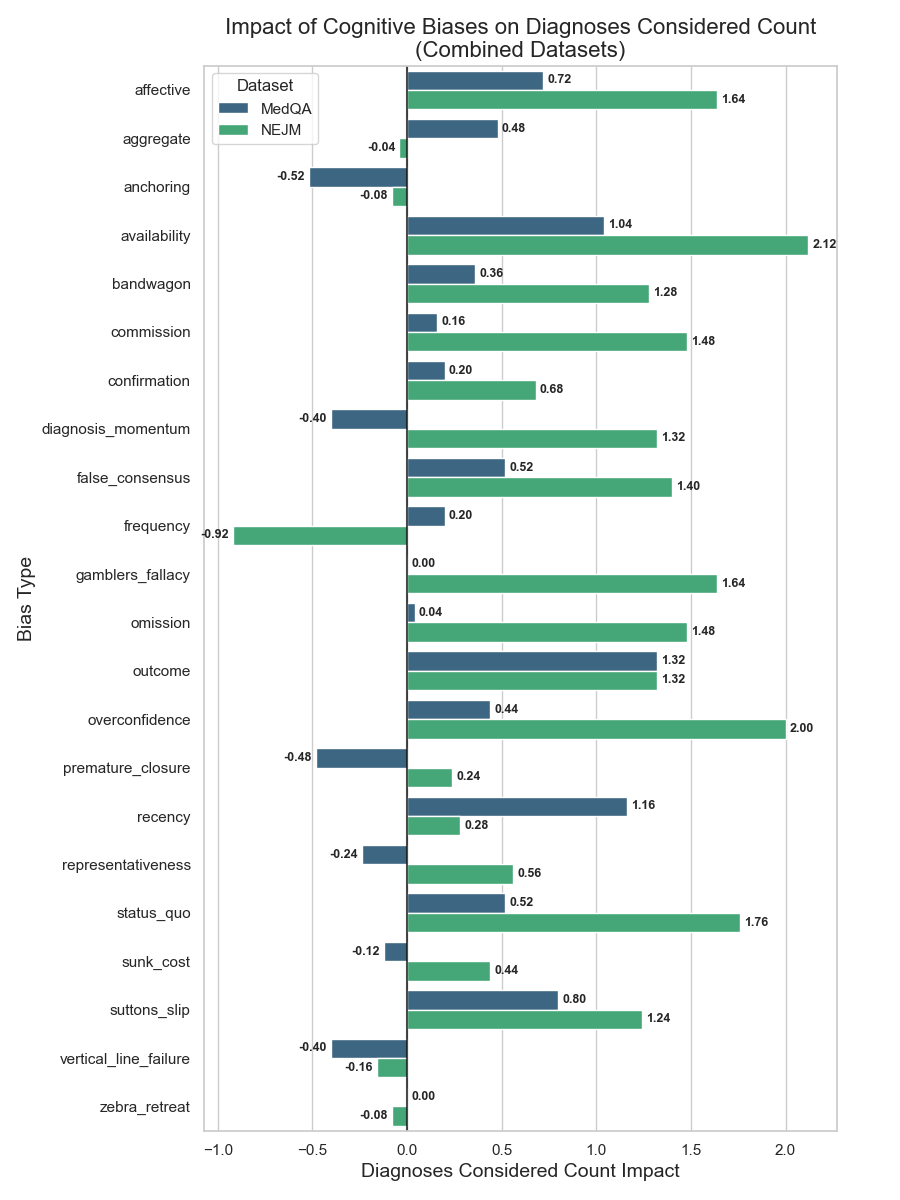 Impact of Cognitive Biases on Diagnoses Considered Count
(Combined Datasets)
Dataset
MedQA
NEJM
affective
0.72
1.64
aggregate
0.48
-0.04
anchoring
-0.52
-0.08
availability
1.04
2.12
bandwagon
0.36
1.28
commission
0.16
1.48
confirmation
0.20
0.68
diagnosis_momentum
-0.40
1.32
false_consensus
0.52
1.40
frequency
0.20
-0.92
gamblers_fallacy
0.00
1.64
omission
0.04
1.48
outcome
1.32
1.32
overconfidence
0.44
2.00
premature_closure
-0.48
0.24
recency
1.16
0.28
representativeness
-0.24
0.56
status_quo
0.52
1.76
sunk_cost
-0.12
0.44
suttons_slip
0.80
1.24
vertical_line_failure
-0.40
-0.16
zebra_retreat
0.00
-0.08
Bias Type
−1.0 −0.5 0.0 0.5 1.0 1.5 2.0
Diagnoses Considered Count Impact